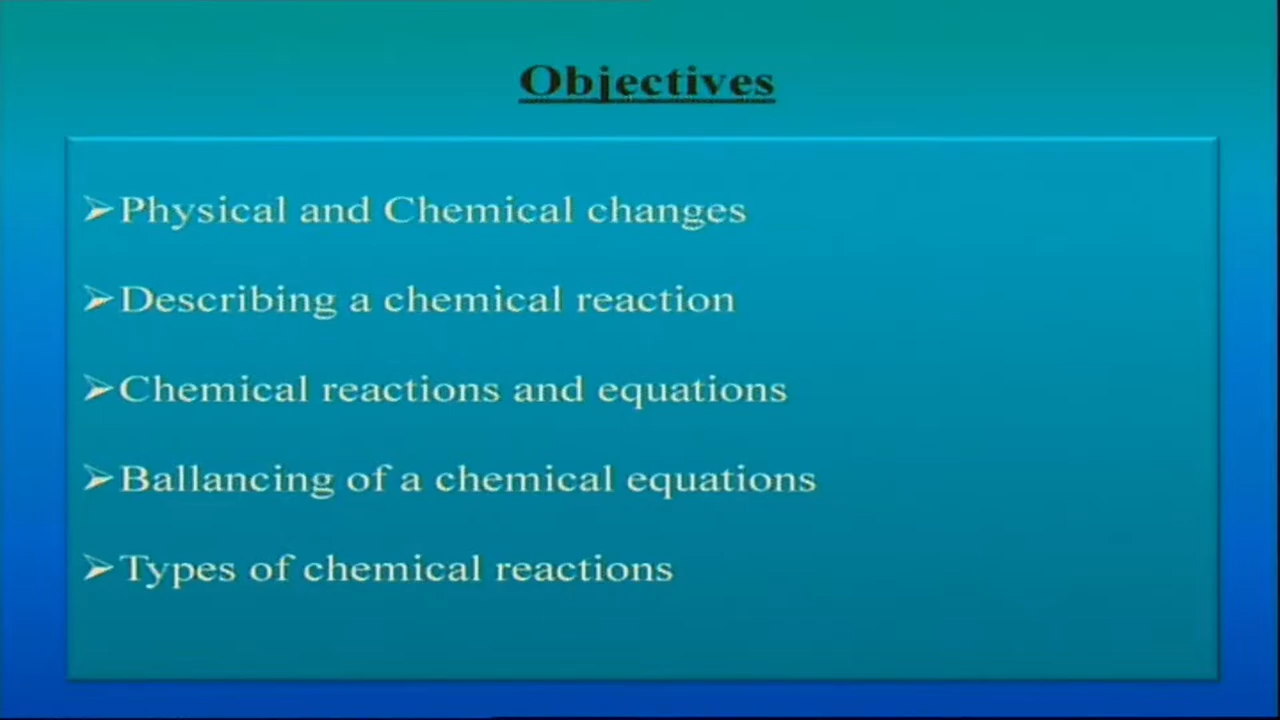 Objectives
➢Physical and Chemical changes
➢Describing a chemical reaction
➢Chemical reactions and equations
➢Ballancing of a chemical equations
➢Types of chemical reactions